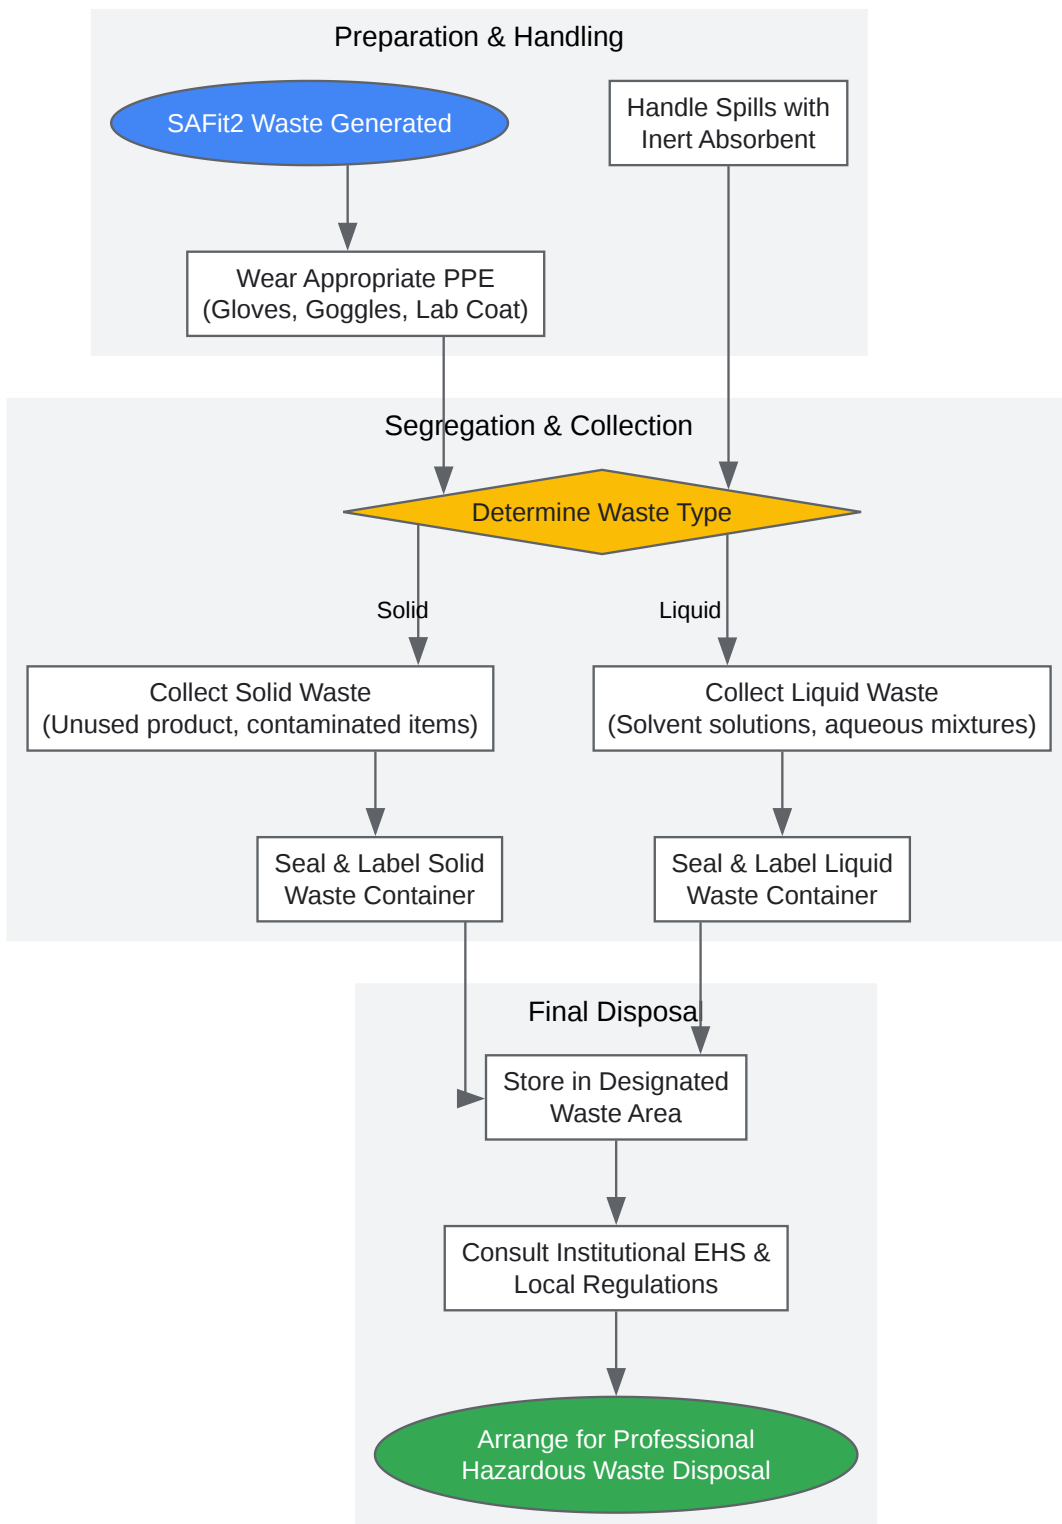 Preparation & Handling
SAFit2 Waste Generated
Handle Spills with
Inert Absorbent
Wear Appropriate PPE
(Gloves, Goggles, Lab Coat)
Segregation & Collection
Determine Waste Type
Solid
Liquid
Collect Solid Waste
(Unused product, contaminated items)
Collect Liquid Waste
(Solvent solutions, aqueous mixtures)
Seal & Label Solid
Waste Container
Seal & Label Liquid
Waste Container
Final Disposal
Store in Designated
Waste Area
Consult Institutional EHS &
Local Regulations
Arrange for Professional
Hazardous Waste Disposal